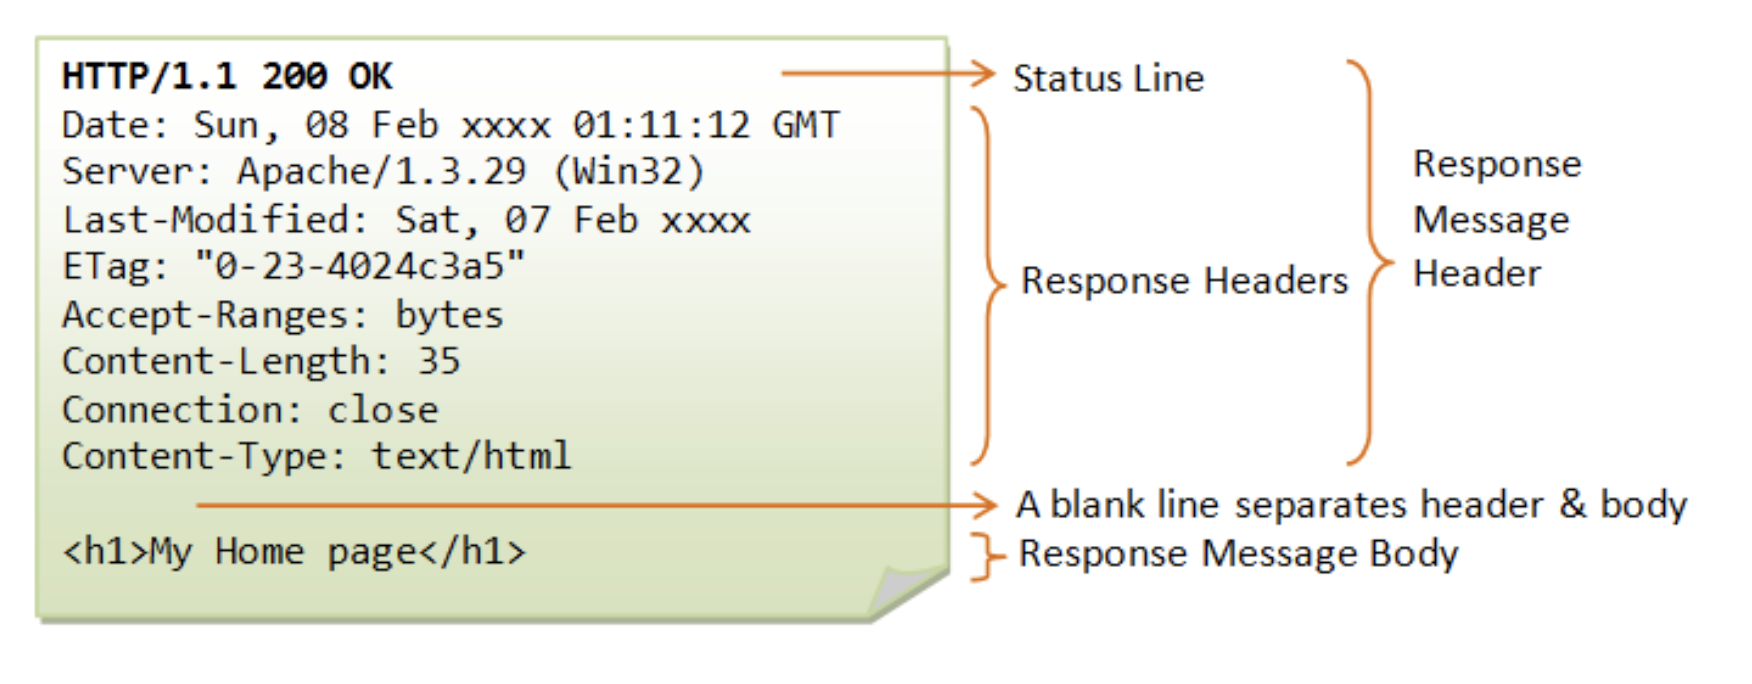 HTTP/1.1 200 OK
Date: Sun, 08 Feb xxxx 01:11:12 GMT
Server: Apache/1.3.29 (Win32)
Last-Modified: Sat, 07 Feb xxxx
ETag: "0-23-4024c3a5"
Accept-Ranges: bytes
Content-Length: 35
Connection: close
Content-Type: text/html
<h1>My Home page</h1>
Status Line
Response Headers
Response
Message
Header
A blank line separates header & body
Response Message Body